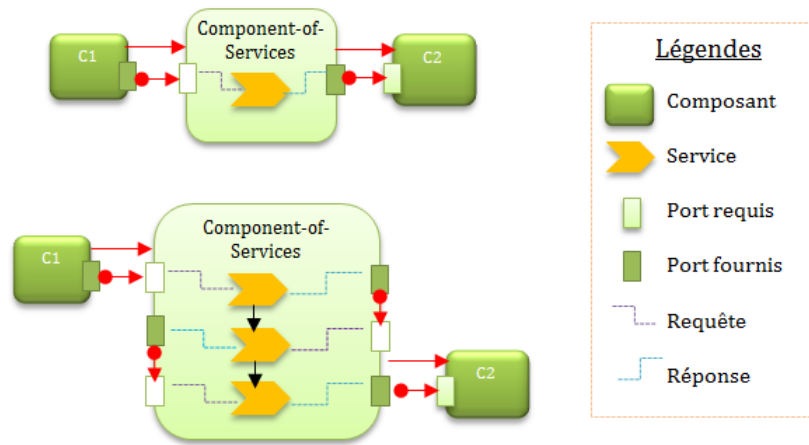 C1
Component-of-
Services
C2
Component-of-
Services
C1
C2
Légendes
Composant
Service
Port requis
Port fournis
Requête
Réponse